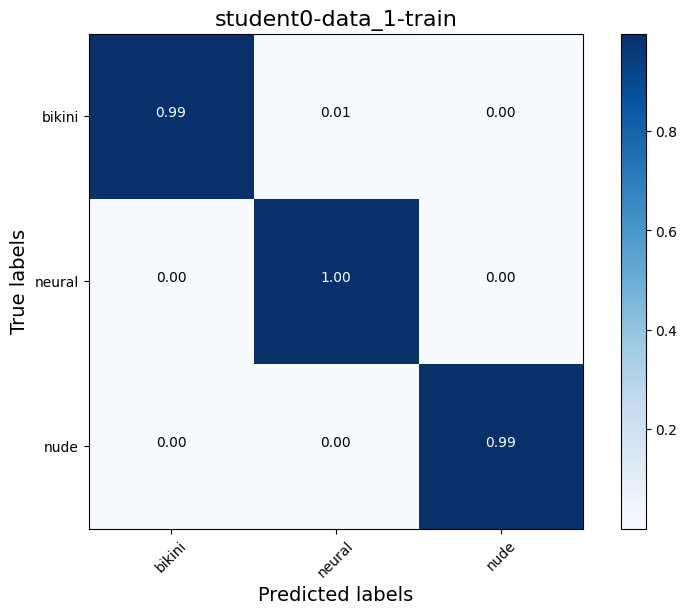 student0-data_1-train
True labels
bikini
0.99
0.01
0.00
neural
0.00
1.00
0.00
nude
0.00
0.00
0.99
bikini
neural
nude
Predicted labels
0.8
0.6
0.4
0.2